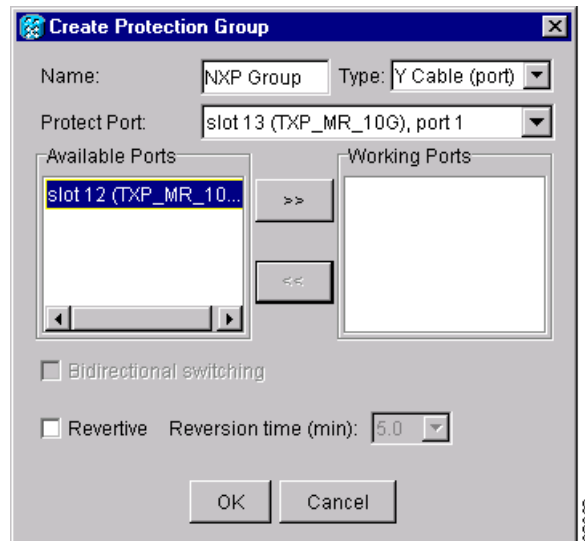 Create Protection Group
Name: NXP Group Type: Y Cable (port)
Protect Port: slot 13 (TXP_MR_10G), port 1
Available Ports Working Ports
slot 12 (TXP_MR_10...
>>
<<
Bidirectional switching
Revertive Reversion time (min): 5.0
OK Cancel